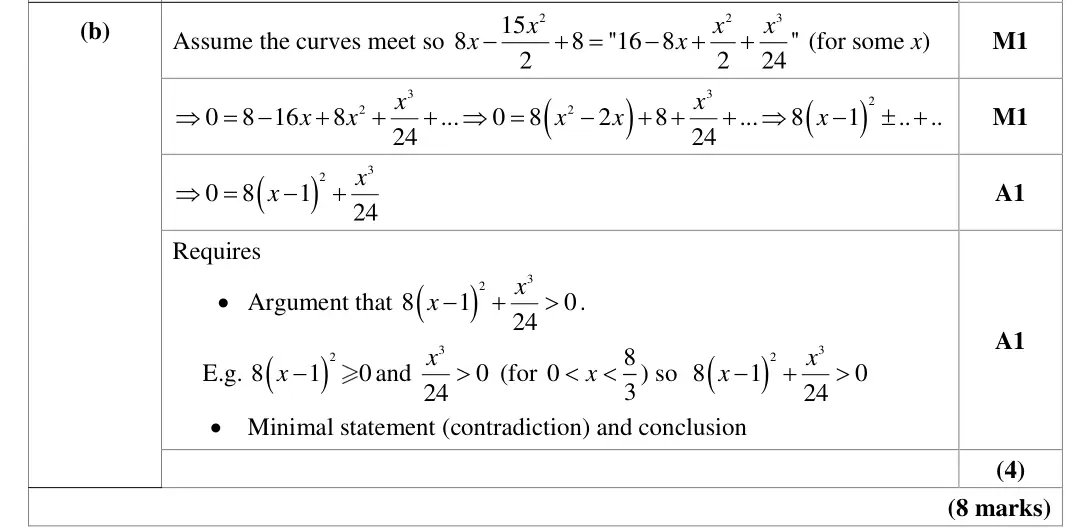 (b) Assume the curves meet so 8x − 15x²/2 + 8 = "16 − 8x + x²/2 + x³/24" (for some x) M1
⇒ 0 = 8 − 16x + 8x² + x³/24 + ... ⇒ 0 = 8(x² − 2x) + 8 + x³/24 + ... ⇒ 8(x − 1)² ± .. + .. M1
⇒ 0 = 8(x − 1)² + x³/24 A1
Requires
• Argument that 8(x − 1)² + x³/24 > 0.
E.g. 8(x − 1)² ⩾ 0 and x³/24 > 0 (for 0 < x < 8/3) so 8(x − 1)² + x³/24 > 0 A1
• Minimal statement (contradiction) and conclusion
(4)
(8 marks)